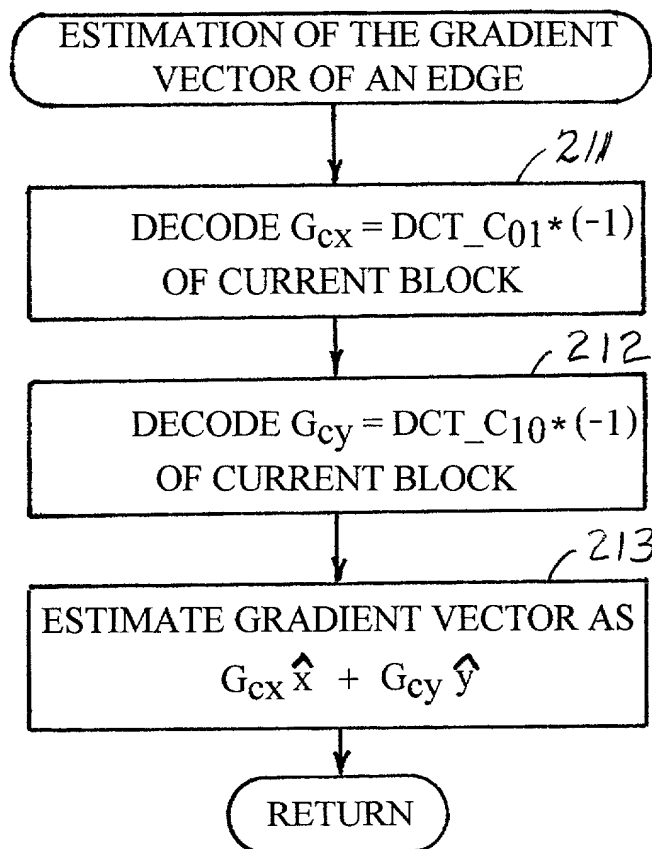 ESTIMATION OF THE GRADIENT
VECTOR OF AN EDGE
211
DECODE Gcx = DCT_C01*(-1)
OF CURRENT BLOCK
212
DECODE Gcy = DCT_C10*(-1)
OF CURRENT BLOCK
213
ESTIMATE GRADIENT VECTOR AS
Gcx x̂ + Gcy ŷ
RETURN